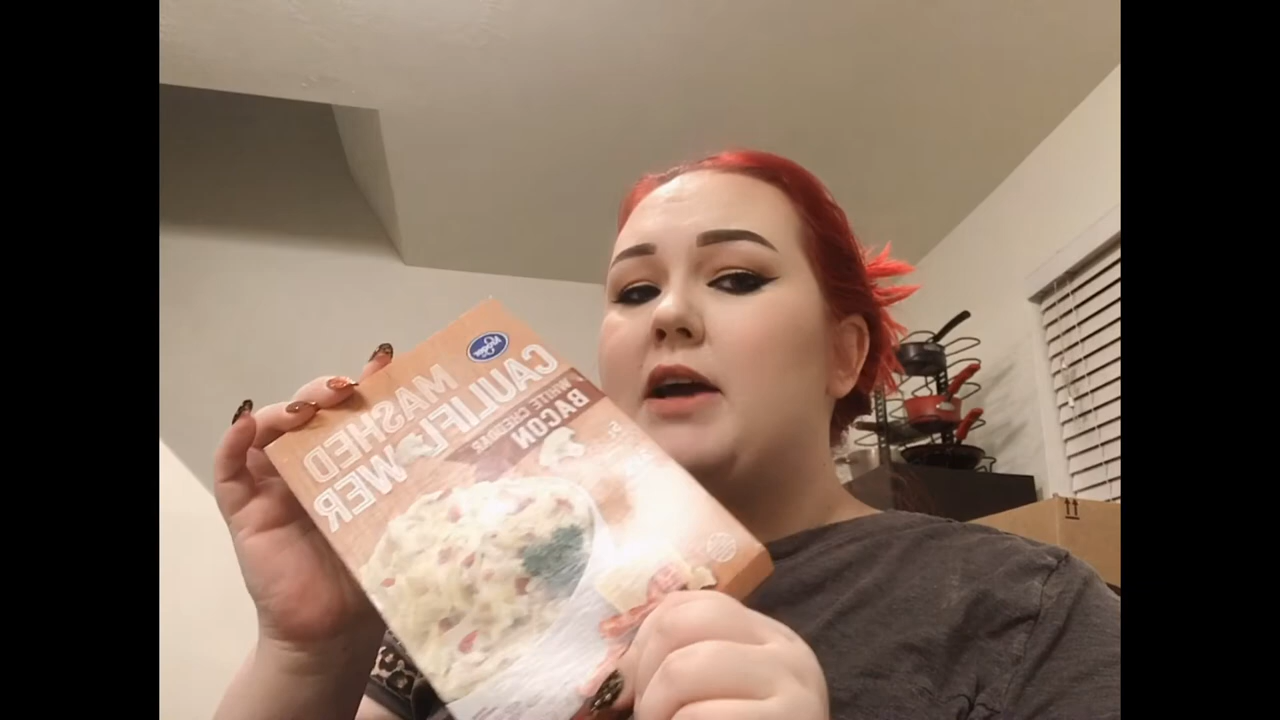 Kroger
MASHED
CAULIFLOWER
WHITE CHEDDAR
BACON